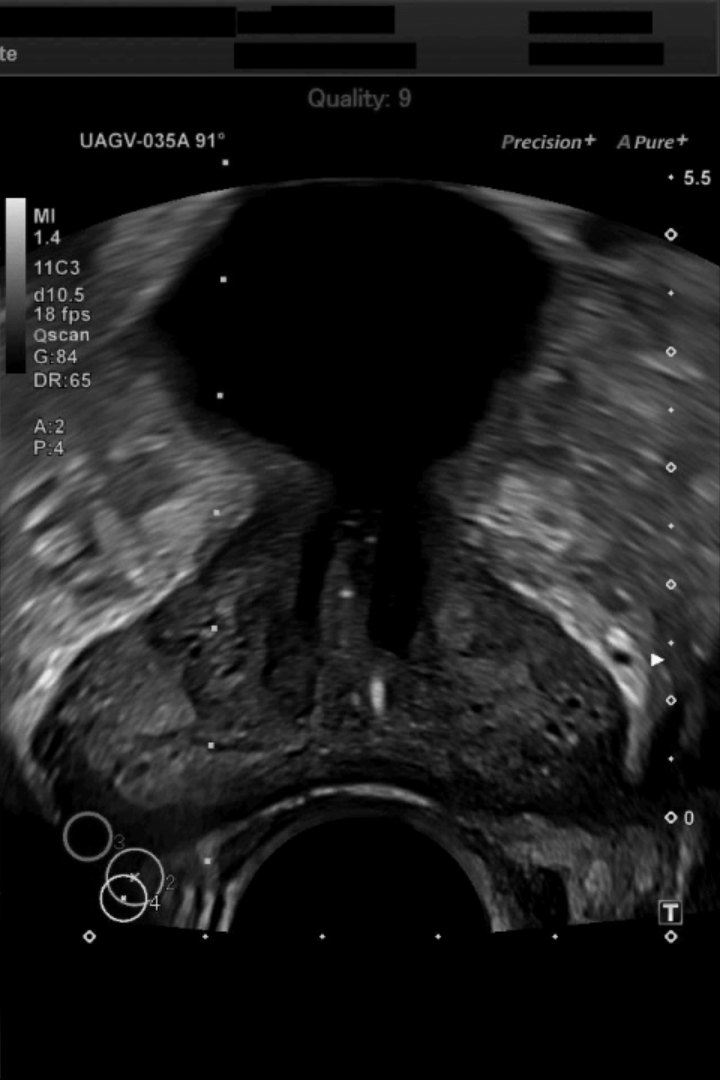 te
Quality: 9
UAGV-035A 91°
Precision+ APure+
5.5
MI
1.4
11C3
d10.5
18 fps
Qscan
G:84
DR:65
A:2
P:4
0
3
2
4
T